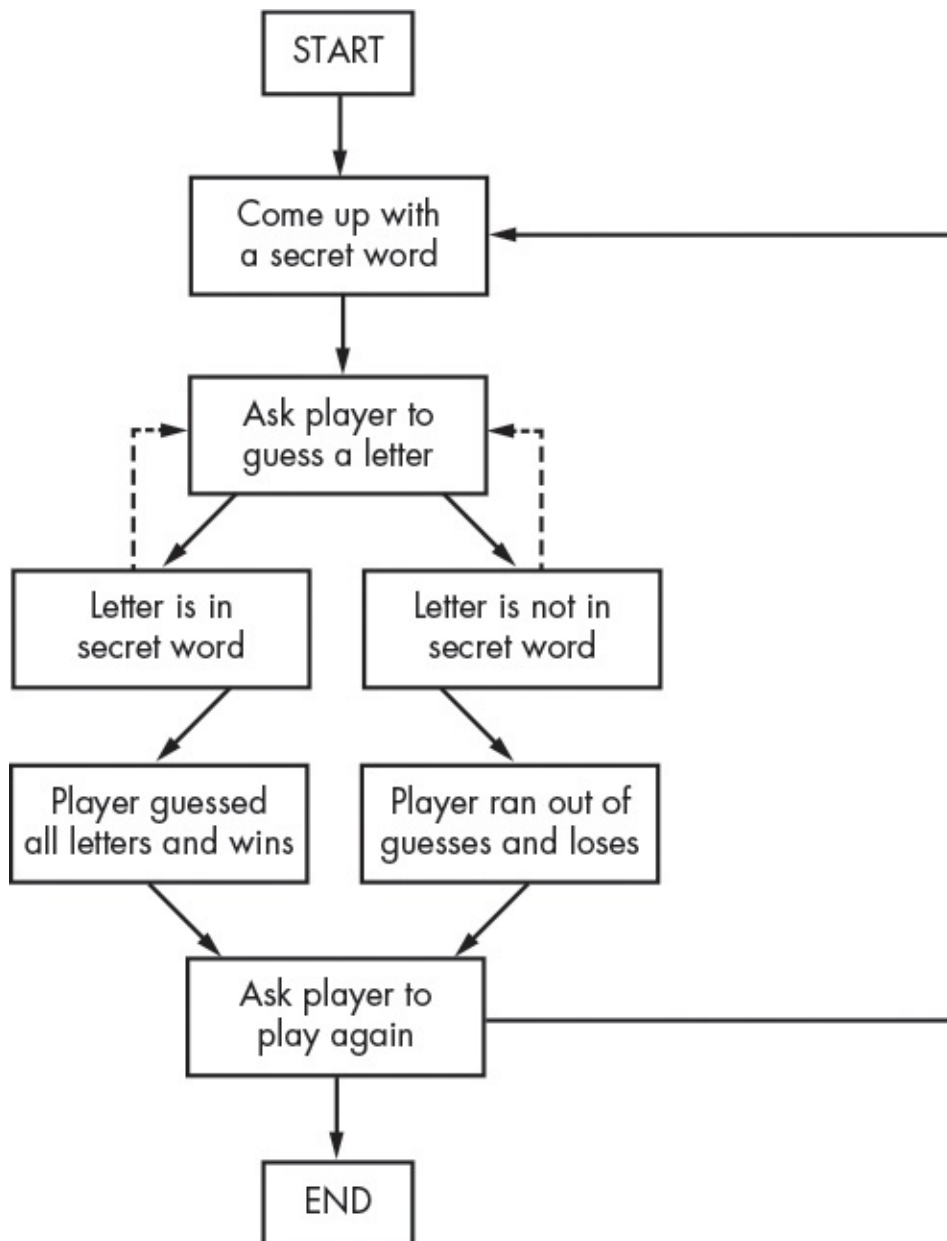 START
Come up with
a secret word
Ask player to
guess a letter
Letter is in
secret word
Letter is not in
secret word
Player guessed
all letters and wins
Player ran out of
guesses and loses
Ask player to
play again
END